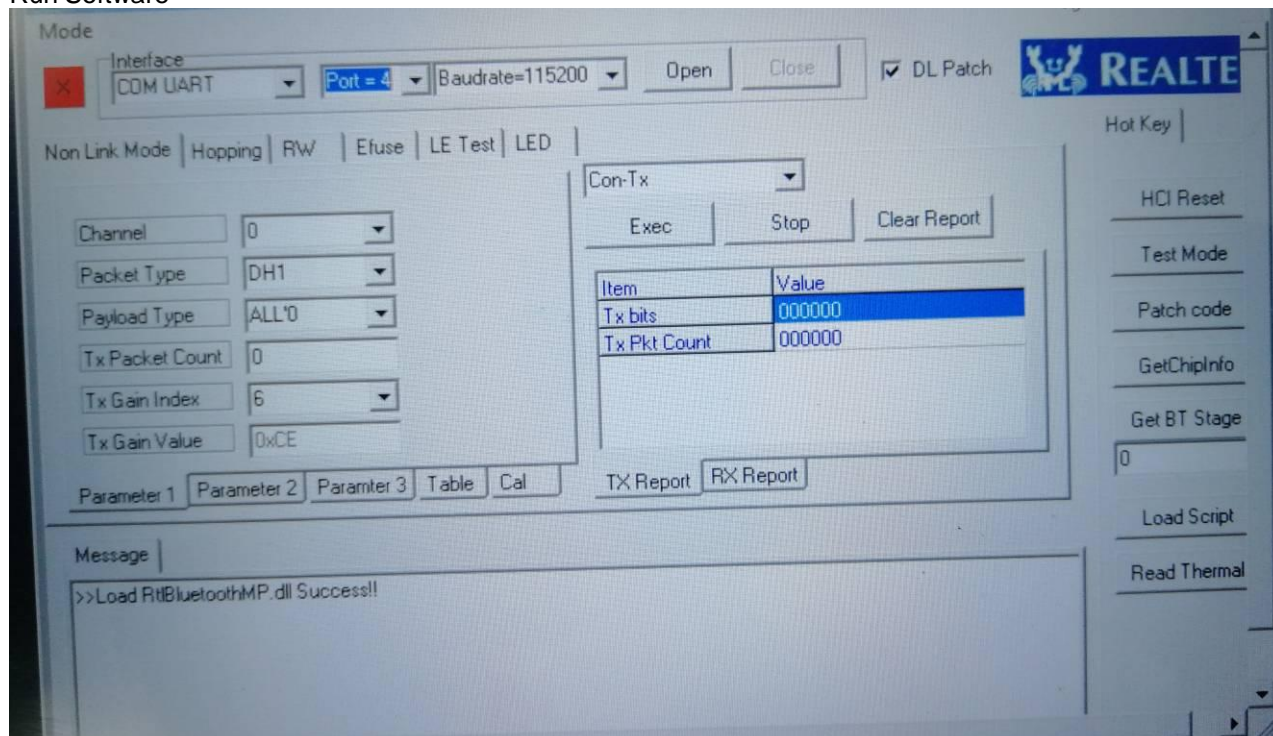 Run Software
Mode
Interface
COM UART Port = 4 Baudrate=115200 Open Close DL Patch
REALTE
Non Link Mode Hopping RW Efuse LE Test LED
Hot Key
Con-Tx
Exec Stop Clear Report
HCI Reset
Channel 0
Test Mode
Packet Type DH1
Item Value
Payload Type ALL'0
Tx bits 000000
Patch code
Tx Pkt Count 000000
Tx Packet Count 0
GetChipInfo
Tx Gain Index 6
Get BT Stage
Tx Gain Value 0xCE
0
Parameter 1 Parameter 2 Paramter 3 Table Cal
TX Report RX Report
Load Script
Message
Read Thermal
>>Load RtlBluetoothMP.dll Success!!